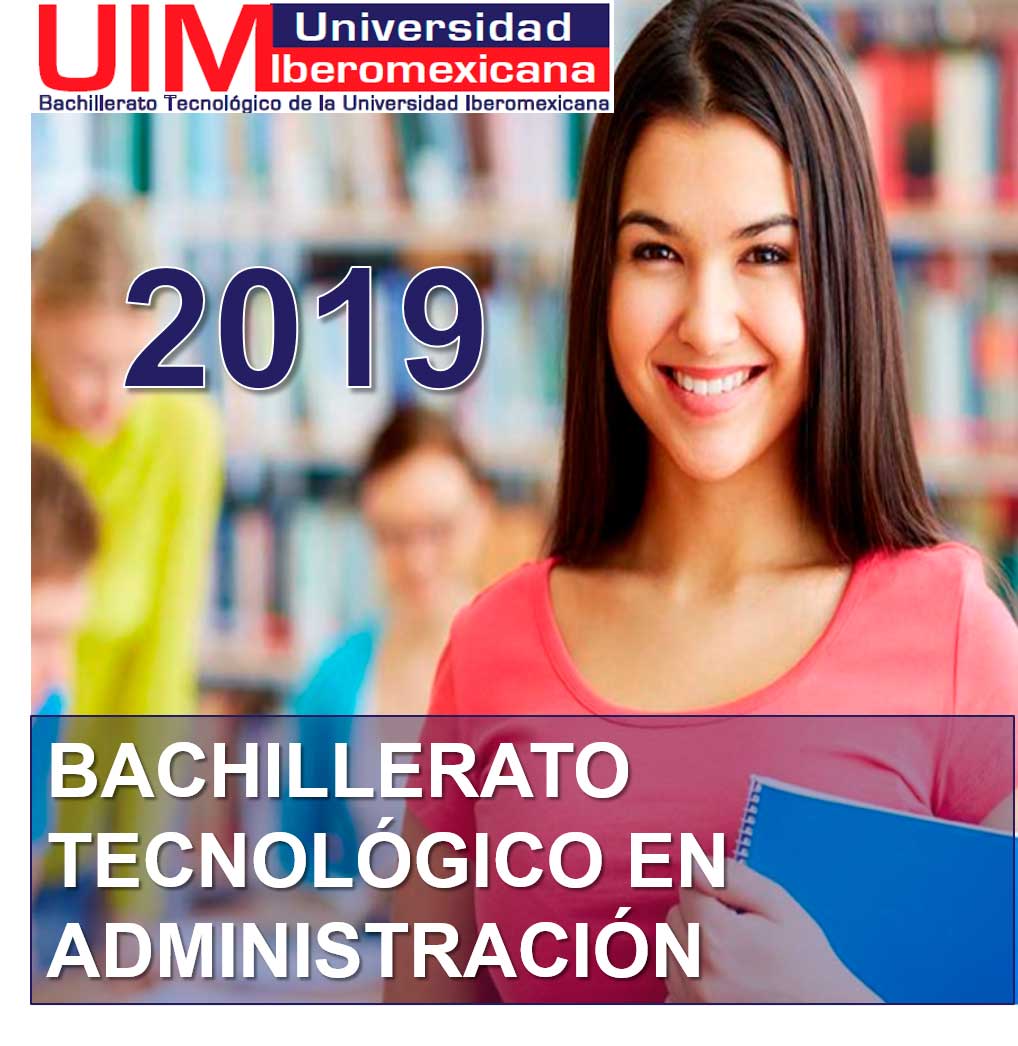 UIM Universidad
Iberomexicana
Bachillerato Tecnológico de la Universidad Iberomexicana
2019
BACHILLERATO
TECNOLÓGICO EN
ADMINISTRACIÓN